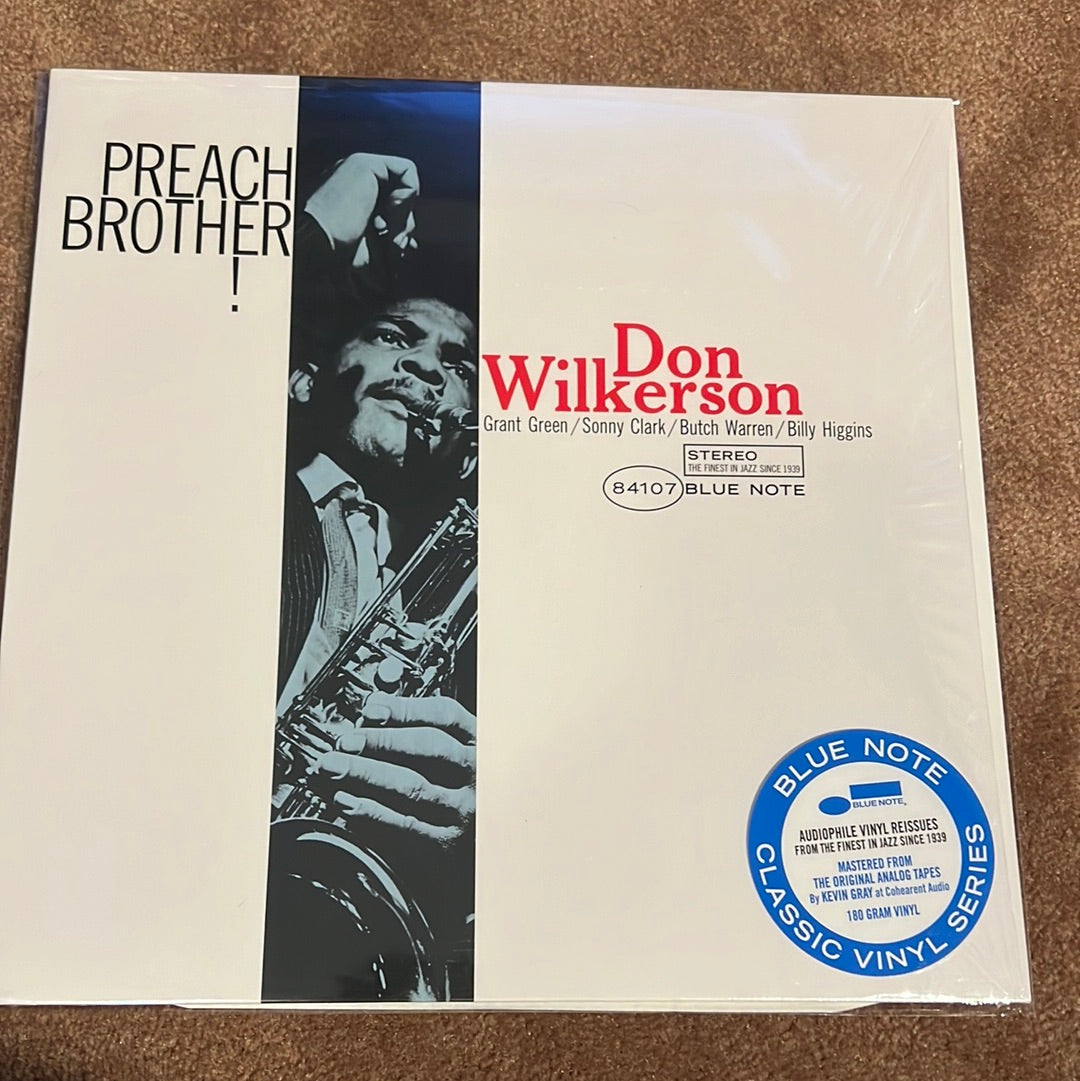 PREACH
BROTHER
!
Don
Wilkerson
Grant Green/Sonny Clark/Butch Warren/Billy Higgins
STEREO
THE FINEST IN JAZZ SINCE 1939
84107 BLUE NOTE
BLUE NOTE
BLUE NOTE
AUDIOPHILE VINYL REISSUES
FROM THE FINEST IN JAZZ SINCE 1939
MASTERED FROM
THE ORIGINAL ANALOG TAPES
By KEVIN GRAY at Cohearent Audio
180 GRAM VINYL
CLASSIC VINYL SERIES